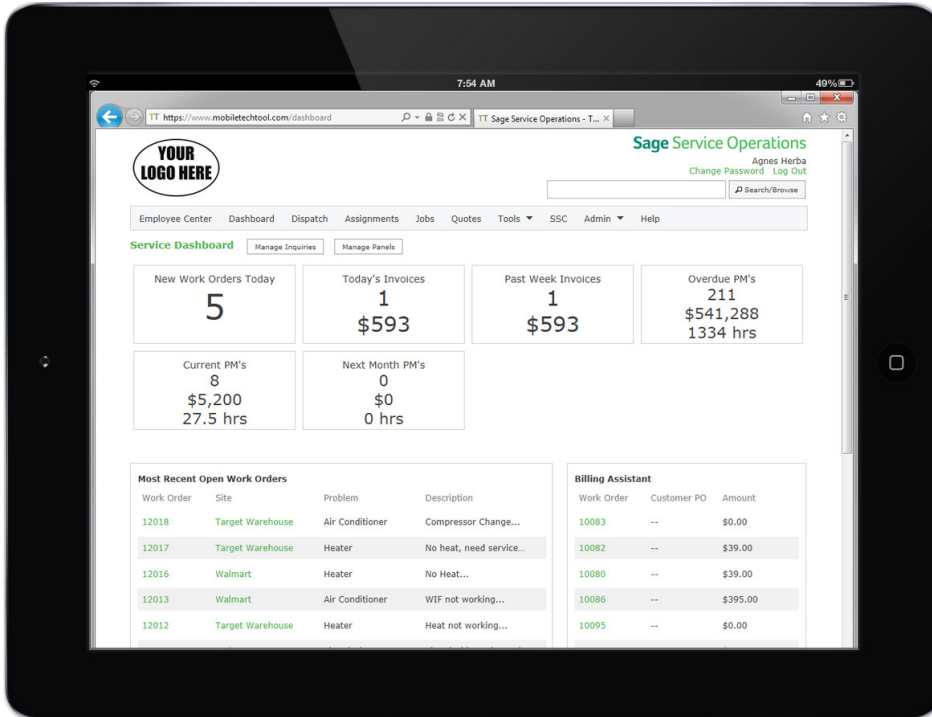 7:54 AM
49%
TT https://www.mobiletechtool.com/dashboard
TT Sage Service Operations - T...
YOUR
LOGO HERE
Sage Service Operations
Agnes Herba
Change Password Log Out
Search/Browse
Employee Center Dashboard Dispatch Assignments Jobs Quotes Tools SSC Admin Help
Service Dashboard Manage Inquiries Manage Panels
New Work Orders Today
5
Today's Invoices
1
$593
Past Week Invoices
1
$593
Overdue PM's
211
$541,288
1334 hrs
Current PM's
8
$5,200
27.5 hrs
Next Month PM's
0
$0
0 hrs
Most Recent Open Work Orders
Work Order Site Problem Description
12018 Target Warehouse Air Conditioner Compressor Change...
12017 Target Warehouse Heater No heat, need service...
12016 Walmart Heater No Heat...
12013 Walmart Air Conditioner WIF not working...
12012 Target Warehouse Heater Heat not working...
Billing Assistant
Work Order Customer PO Amount
10083 -- $0.00
10082 -- $39.00
10080 -- $39.00
10086 -- $395.00
10095 -- $0.00